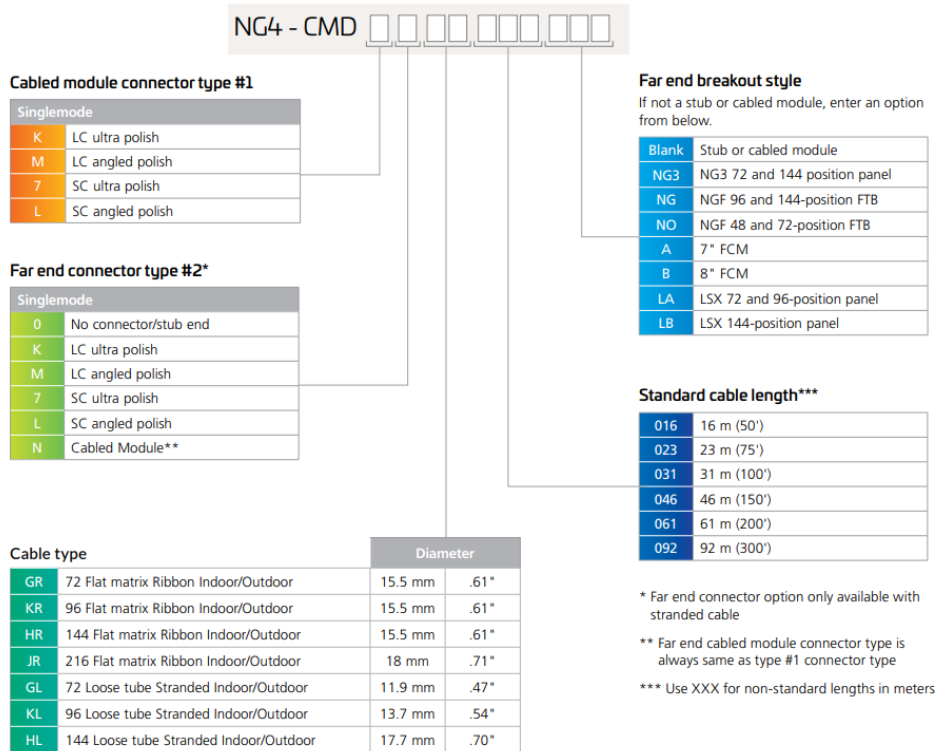 NG4 - CMD
Cabled module connector type #1
Singlemode
K LC ultra polish
M LC angled polish
7 SC ultra polish
L SC angled polish
Far end connector type #2*
Singlemode
0 No connector/stub end
K LC ultra polish
M LC angled polish
7 SC ultra polish
L SC angled polish
N Cabled Module**
Cable type Diameter
GR 72 Flat matrix Ribbon Indoor/Outdoor 15.5 mm .61"
KR 96 Flat matrix Ribbon Indoor/Outdoor 15.5 mm .61"
HR 144 Flat matrix Ribbon Indoor/Outdoor 15.5 mm .61"
JR 216 Flat matrix Ribbon Indoor/Outdoor 18 mm .71"
GL 72 Loose tube Stranded Indoor/Outdoor 11.9 mm .47"
KL 96 Loose tube Stranded Indoor/Outdoor 13.7 mm .54"
HL 144 Loose tube Stranded Indoor/Outdoor 17.7 mm .70"
Far end breakout style
If not a stub or cabled module, enter an option
from below.
Blank Stub or cabled module
NG3 NG3 72 and 144 position panel
NG NGF 96 and 144-position FTB
NO NGF 48 and 72-position FTB
A 7" FCM
B 8" FCM
LA LSX 72 and 96-position panel
LB LSX 144-position panel
Standard cable length***
016 16 m (50')
023 23 m (75')
031 31 m (100')
046 46 m (150')
061 61 m (200')
092 92 m (300')
* Far end connector option only available with
stranded cable
** Far end cabled module connector type is
always same as type #1 connector type
*** Use XXX for non-standard lengths in meters